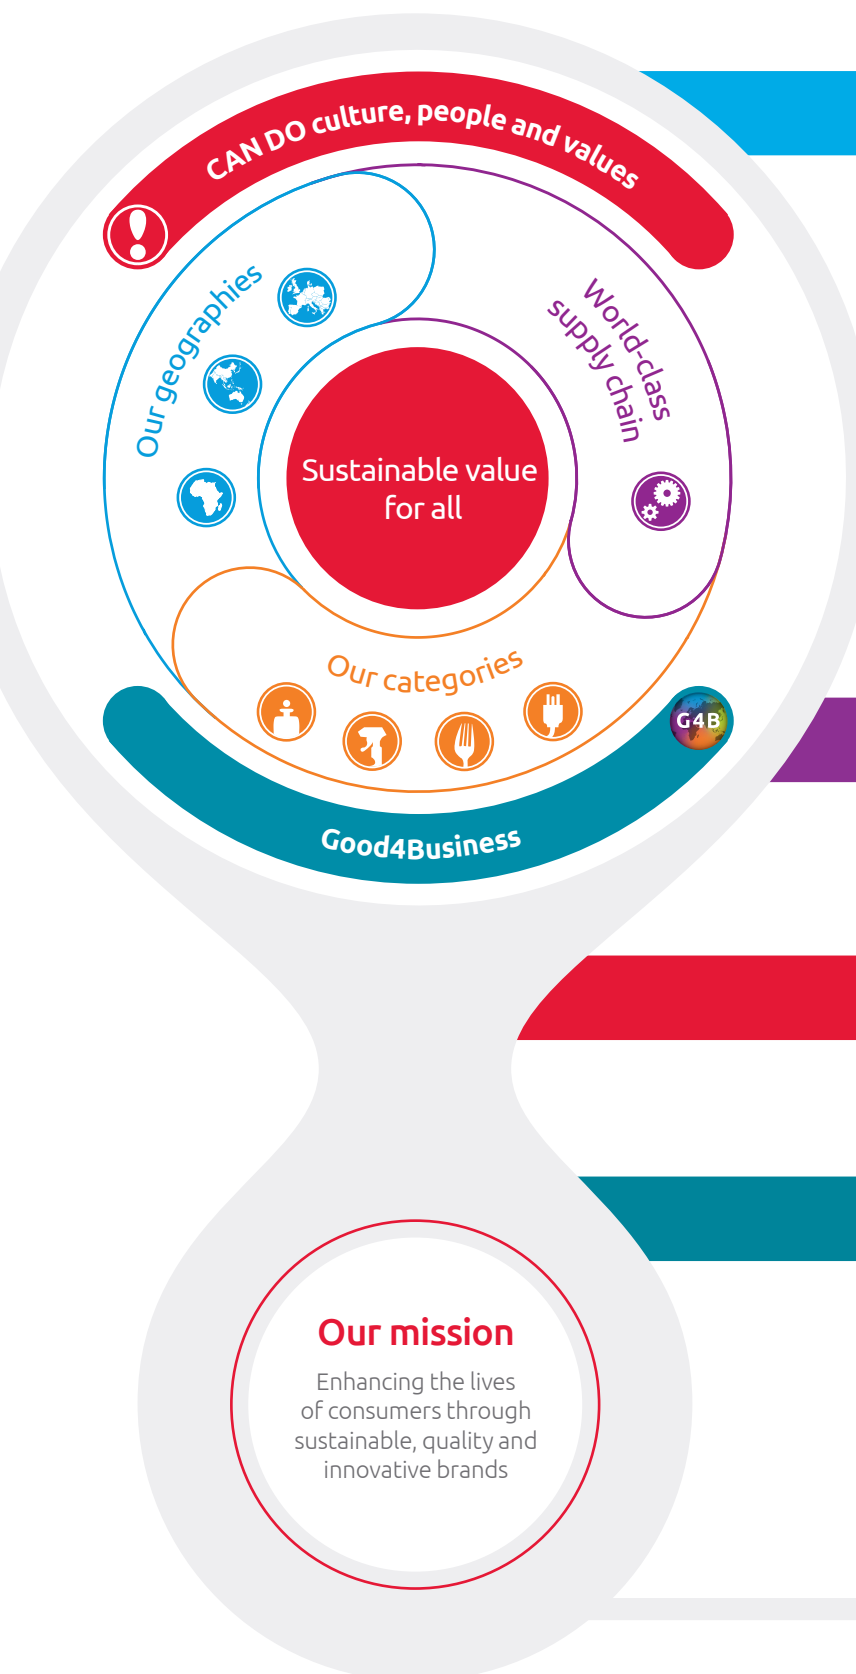 CAN DO culture, people and values
Our geographies
World-class
supply chain
Sustainable value
for all
Our categories
G4B
Good4Business
Our mission
Enhancing the lives
of consumers through
sustainable, quality and
innovative brands